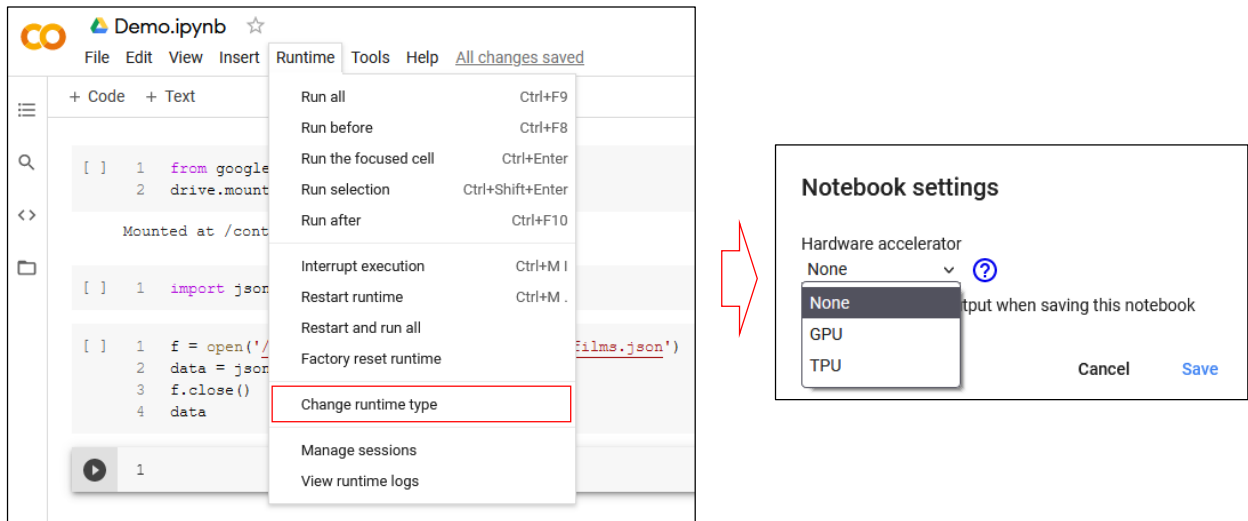 Demo.ipynb
File Edit View Insert Runtime Tools Help All changes saved
+ Code + Text
Run all Ctrl+F9
Run before Ctrl+F8
Run the focused cell Ctrl+Enter
Run selection Ctrl+Shift+Enter
Run after Ctrl+F10
Interrupt execution Ctrl+M I
Restart runtime Ctrl+M .
Restart and run all
Factory reset runtime
Change runtime type
Manage sessions
View runtime logs
[ ] 1 from google
2 drive.mount
Mounted at /cont
[ ] 1 import json
[ ] 1 f = open('/ films.json')
2 data = json
3 f.close()
4 data
1
Notebook settings
Hardware accelerator
None
?
None
GPU
TPU
tput when saving this notebook
Cancel Save